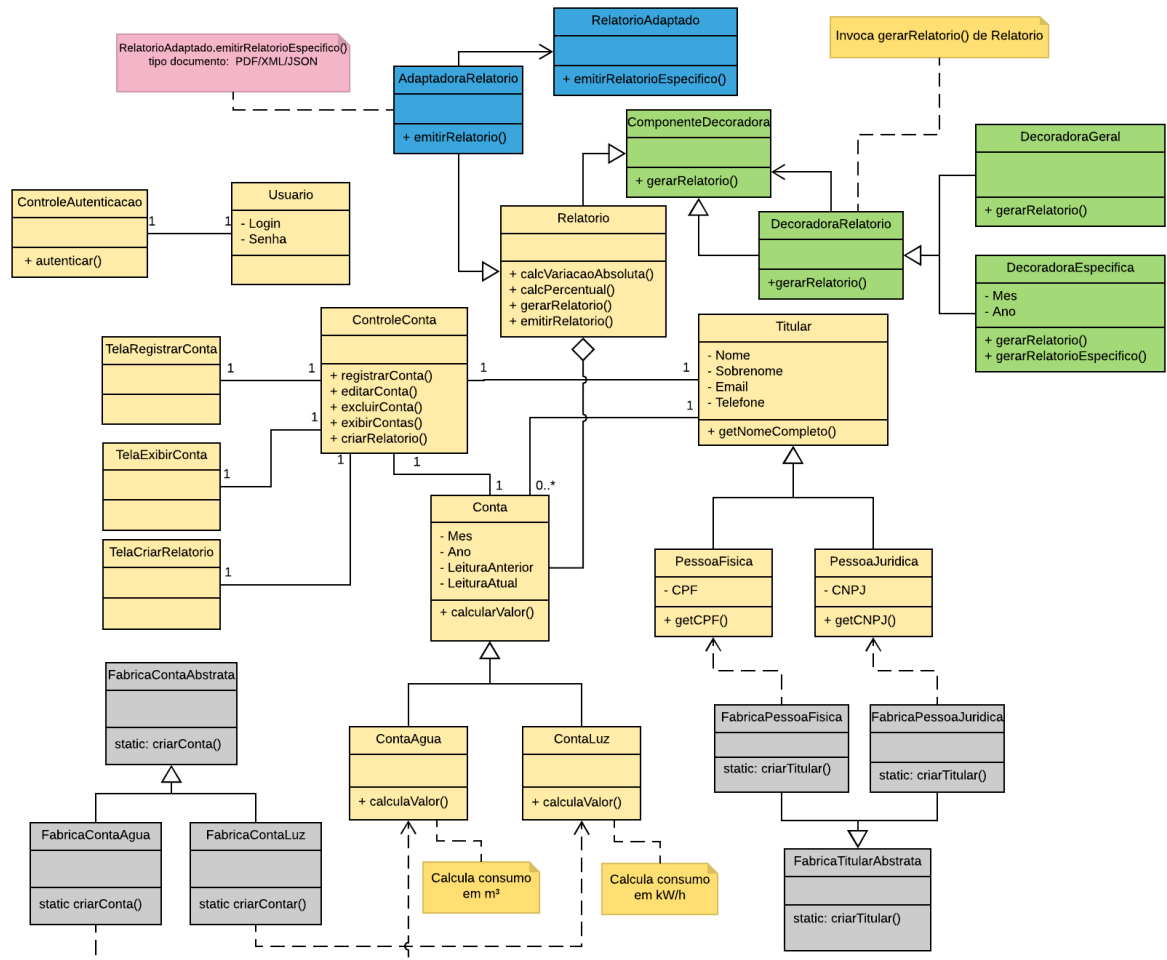 RelatorioAdaptado
+ emitirRelatorioEspecifico()
Invoca gerarRelatorio() de Relatorio
RelatorioAdaptado.emitirRelatorioEspecifico()
tipo documento: PDF/XML/JSON
AdaptadoraRelatorio
+ emitirRelatorio()
ComponenteDecoradora
+ gerarRelatorio()
DecoradoraGeral
+ gerarRelatorio()
ControleAutenticacao
+ autenticar()
1
1
Usuario
- Login
- Senha
Relatorio
+ calcVariacaoAbsoluta()
+ calcPercentual()
+ gerarRelatorio()
+ emitirRelatorio()
DecoradoraRelatorio
+gerarRelatorio()
DecoradoraEspecifica
- Mes
- Ano
+ gerarRelatorio()
+ gerarRelatorioEspecifico()
TelaRegistrarConta
1
1
ControleConta
+ registrarConta()
+ editarConta()
+ excluirConta()
+ exibirContas()
+ criarRelatorio()
1
1
Titular
- Nome
- Sobrenome
- Email
- Telefone
+ getNomeCompleto()
1
TelaExibirConta
1
1
1
1
1
0..*
TelaCriarRelatorio
1
Conta
- Mes
- Ano
- LeituraAnterior
- LeituraAtual
+ calcularValor()
PessoaFisica
- CPF
+ getCPF()
PessoaJuridica
- CNPJ
+ getCNPJ()
FabricaContaAbstrata
static: criarConta()
ContaAgua
+ calculaValor()
ContaLuz
+ calculaValor()
FabricaPessoaFisica
static: criarTitular()
FabricaPessoaJuridica
static: criarTitular()
FabricaContaAgua
static criarConta()
FabricaContaLuz
static criarContar()
Calcula consumo
em m³
Calcula consumo
em kW/h
FabricaTitularAbstrata
static: criarTitular()